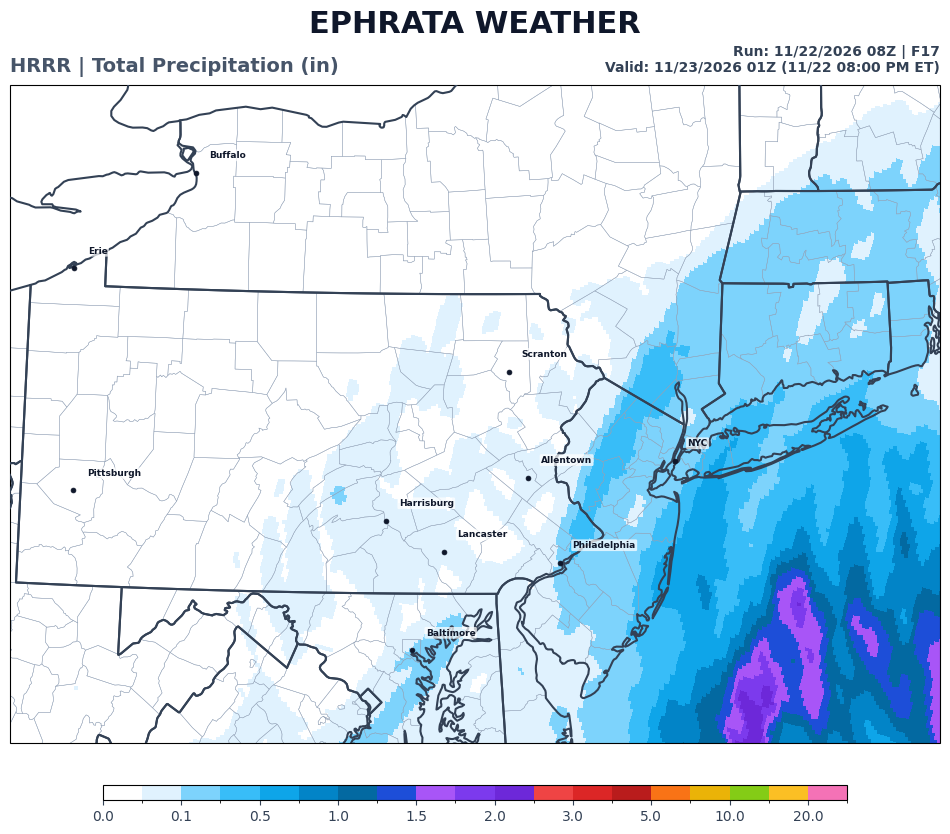 EPHRATA WEATHER
HRRR | Total Precipitation (in)
Run: 11/22/2026 08Z | F17
Valid: 11/23/2026 01Z (11/22 08:00 PM ET)
Buffalo
Erie
Scranton
NYC
Allentown
Pittsburgh
Harrisburg
Lancaster
Philadelphia
Baltimore
0.0 0.1 0.5 1.0 1.5 2.0 3.0 5.0 10.0 20.0